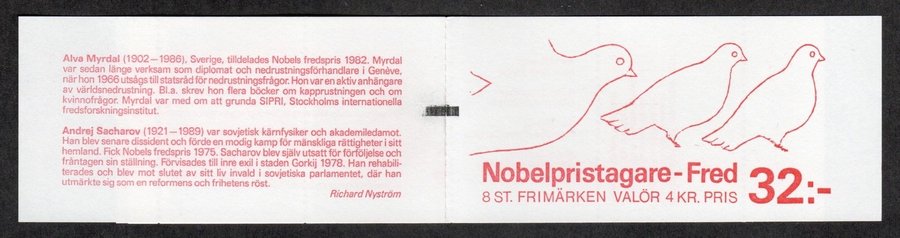 Alva Myrdal (1902–1986), Sverige, tilldelades Nobels fredspris 1982. Myrdal
var sedan länge verksam som diplomat och nedrustningsförhandlare i Genève,
när hon 1966 utsågs till statsråd för nedrustningsfrågor. Hon var en aktiv anhängare
av världsnedrustning. Bl.a. skrev hon flera böcker om kapprustningen och om
kvinnofrågor. Myrdal var med om att grunda SIPRI, Stockholms internationella
fredsforskningsinstitut.
Andrej Sacharov (1921–1989) var sovjetisk kärnfysiker och akademiledamot.
Han blev senare dissident och förde en modig kamp för mänskliga rättigheter i sitt
hemland. Fick Nobels fredspris 1975. Sacharov blev själv utsatt för förföljelse och
fråntagen sin ställning. Förvisades till inre exil i staden Gorkij 1978. Han rehabili-
terades och blev mot slutet av sitt liv invald i sovjetiska parlamentet, där han
utmärkte sig som en reformens och frihetens röst.
Richard Nyström
Nobelpristagare-Fred
8 ST. FRIMÄRKEN VALÖR 4 KR. PRIS 32:-